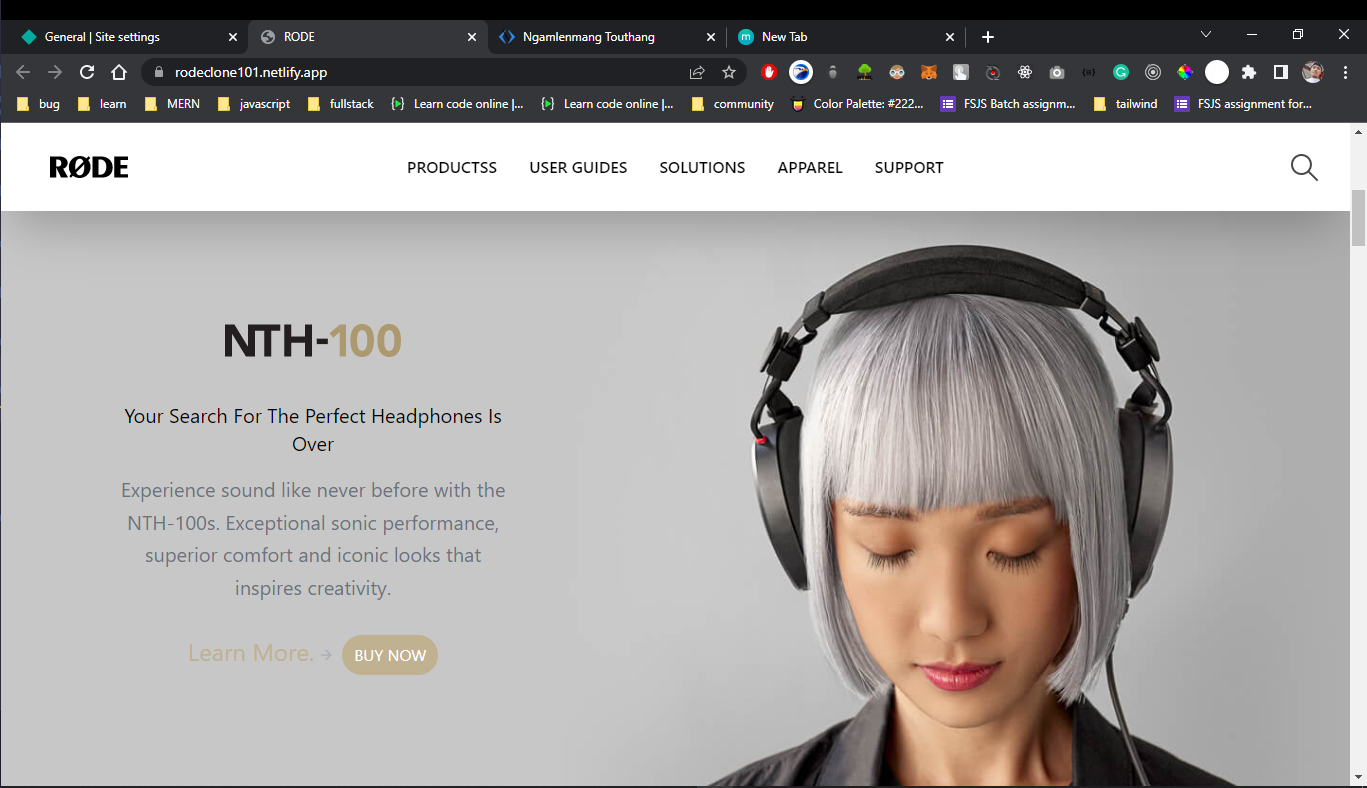 General | Site settings
RODE
Ngamlenmang Touthang
m
New Tab
rodeclone101.netlify.app
bug
learn
MERN
javascript
fullstack
Learn code online |...
Learn code online |...
community
Color Palette: #222...
FSJS Batch assignm...
tailwind
FSJS assignment for...
RØDE
PRODUCTSS
USER GUIDES
SOLUTIONS
APPAREL
SUPPORT
NTH-100
Your Search For The Perfect Headphones Is
Over
Experience sound like never before with the
NTH-100s. Exceptional sonic performance,
superior comfort and iconic looks that
inspires creativity.
Learn More. →
BUY NOW